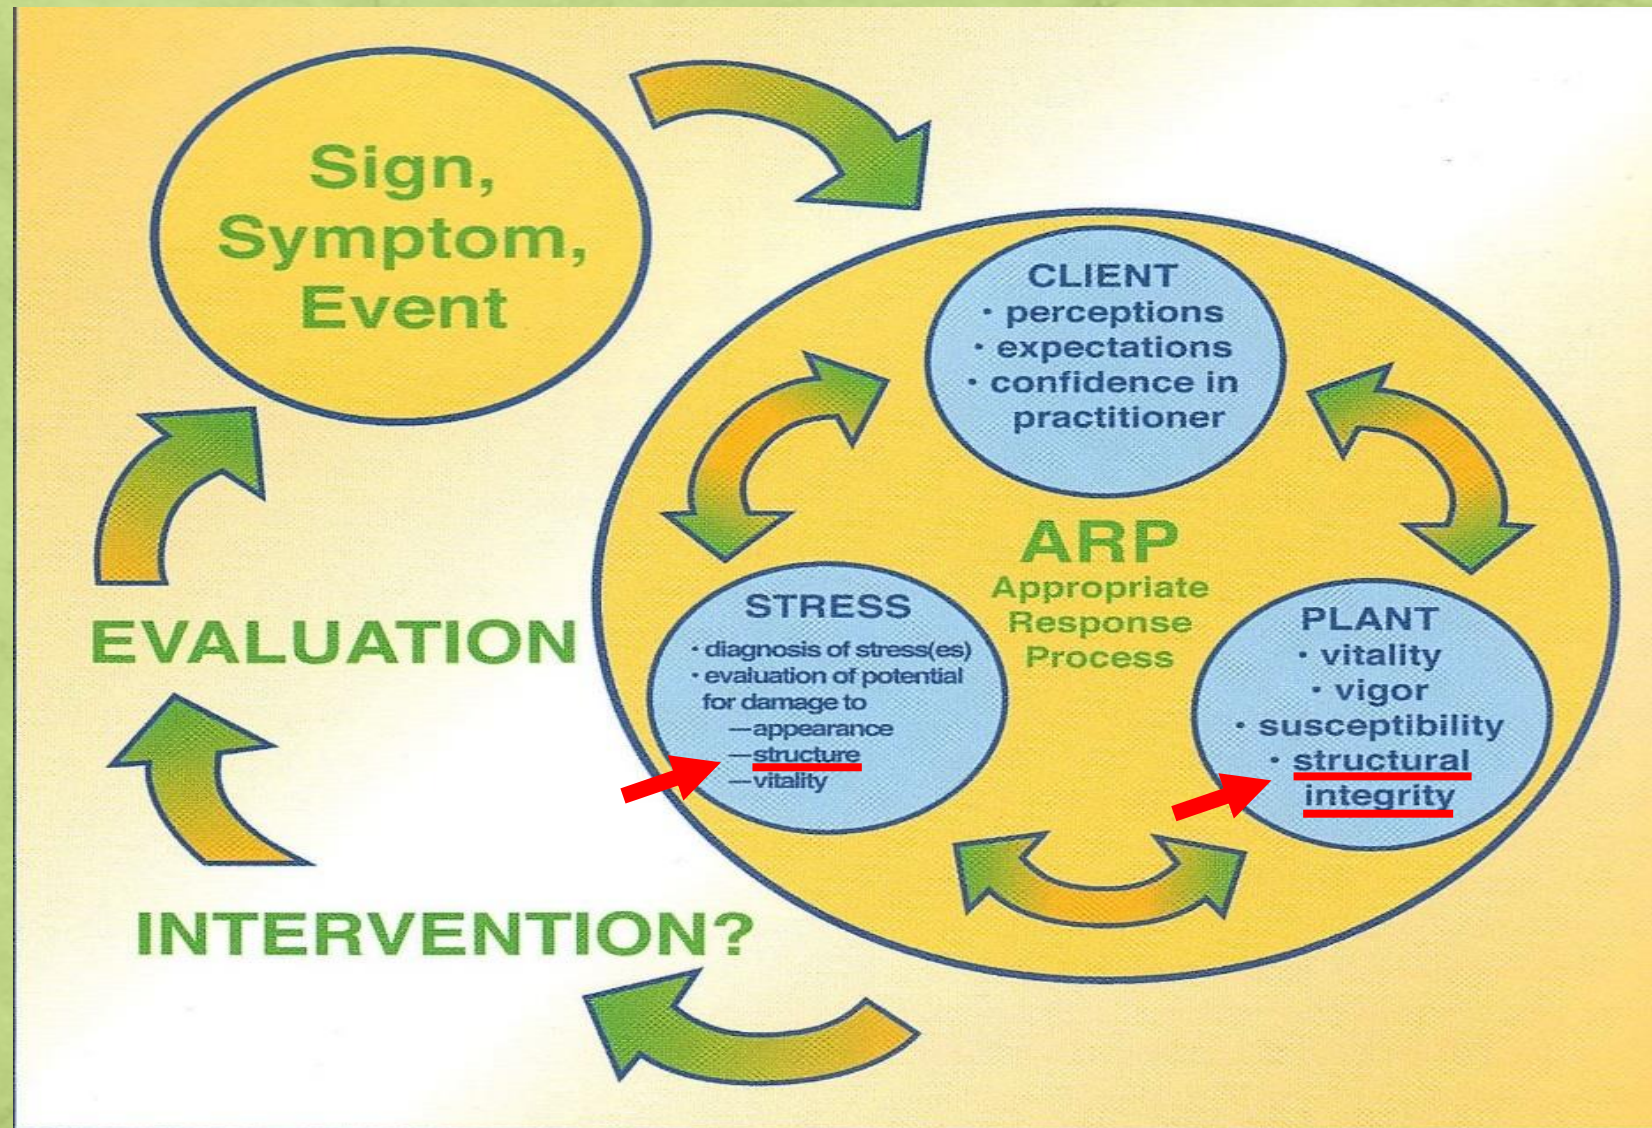 Sign,
Symptom,
Event
CLIENT
• perceptions
• expectations
• confidence in
practitioner
ARP
Appropriate
Response
Process
STRESS
• diagnosis of stress(es)
• evaluation of potential
for damage to
—appearance
—structure
—vitality
PLANT
• vitality
• vigor
• susceptibility
• structural
integrity
INTERVENTION?
EVALUATION